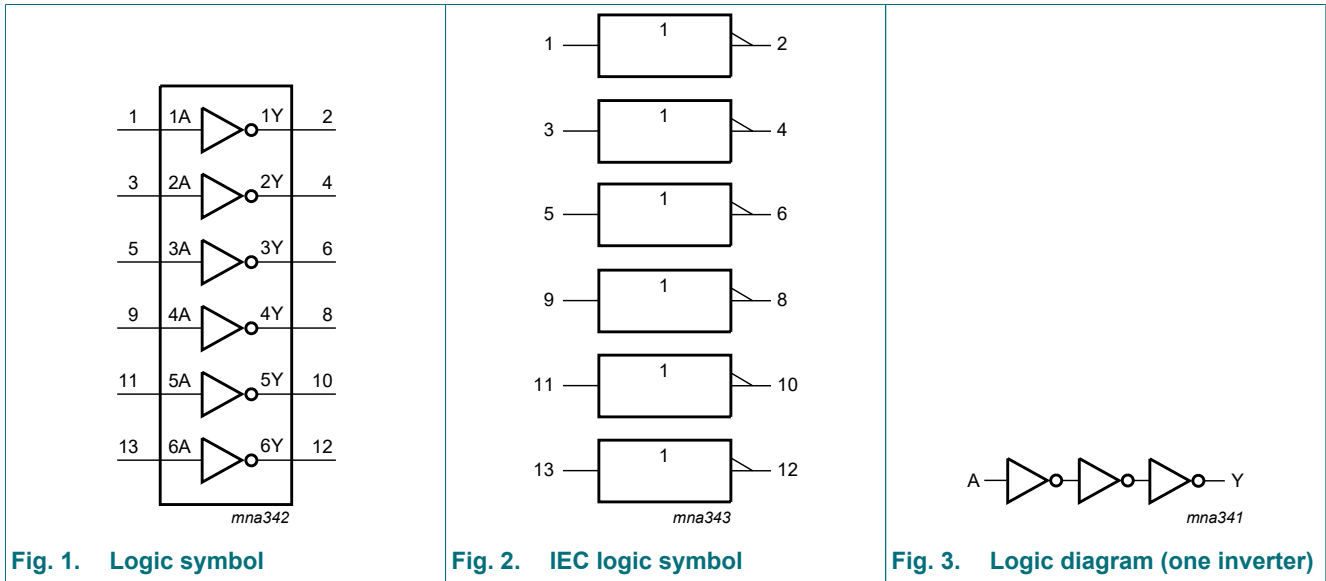 1 1A 1Y 2
3 2A 2Y 4
5 3A 3Y 6
9 4A 4Y 8
11 5A 5Y 10
13 6A 6Y 12
mna342
Fig. 1. Logic symbol
1 1 2
3 1 4
5 1 6
9 1 8
11 1 10
13 1 12
mna343
Fig. 2. IEC logic symbol
A Y
mna341
Fig. 3. Logic diagram (one inverter)